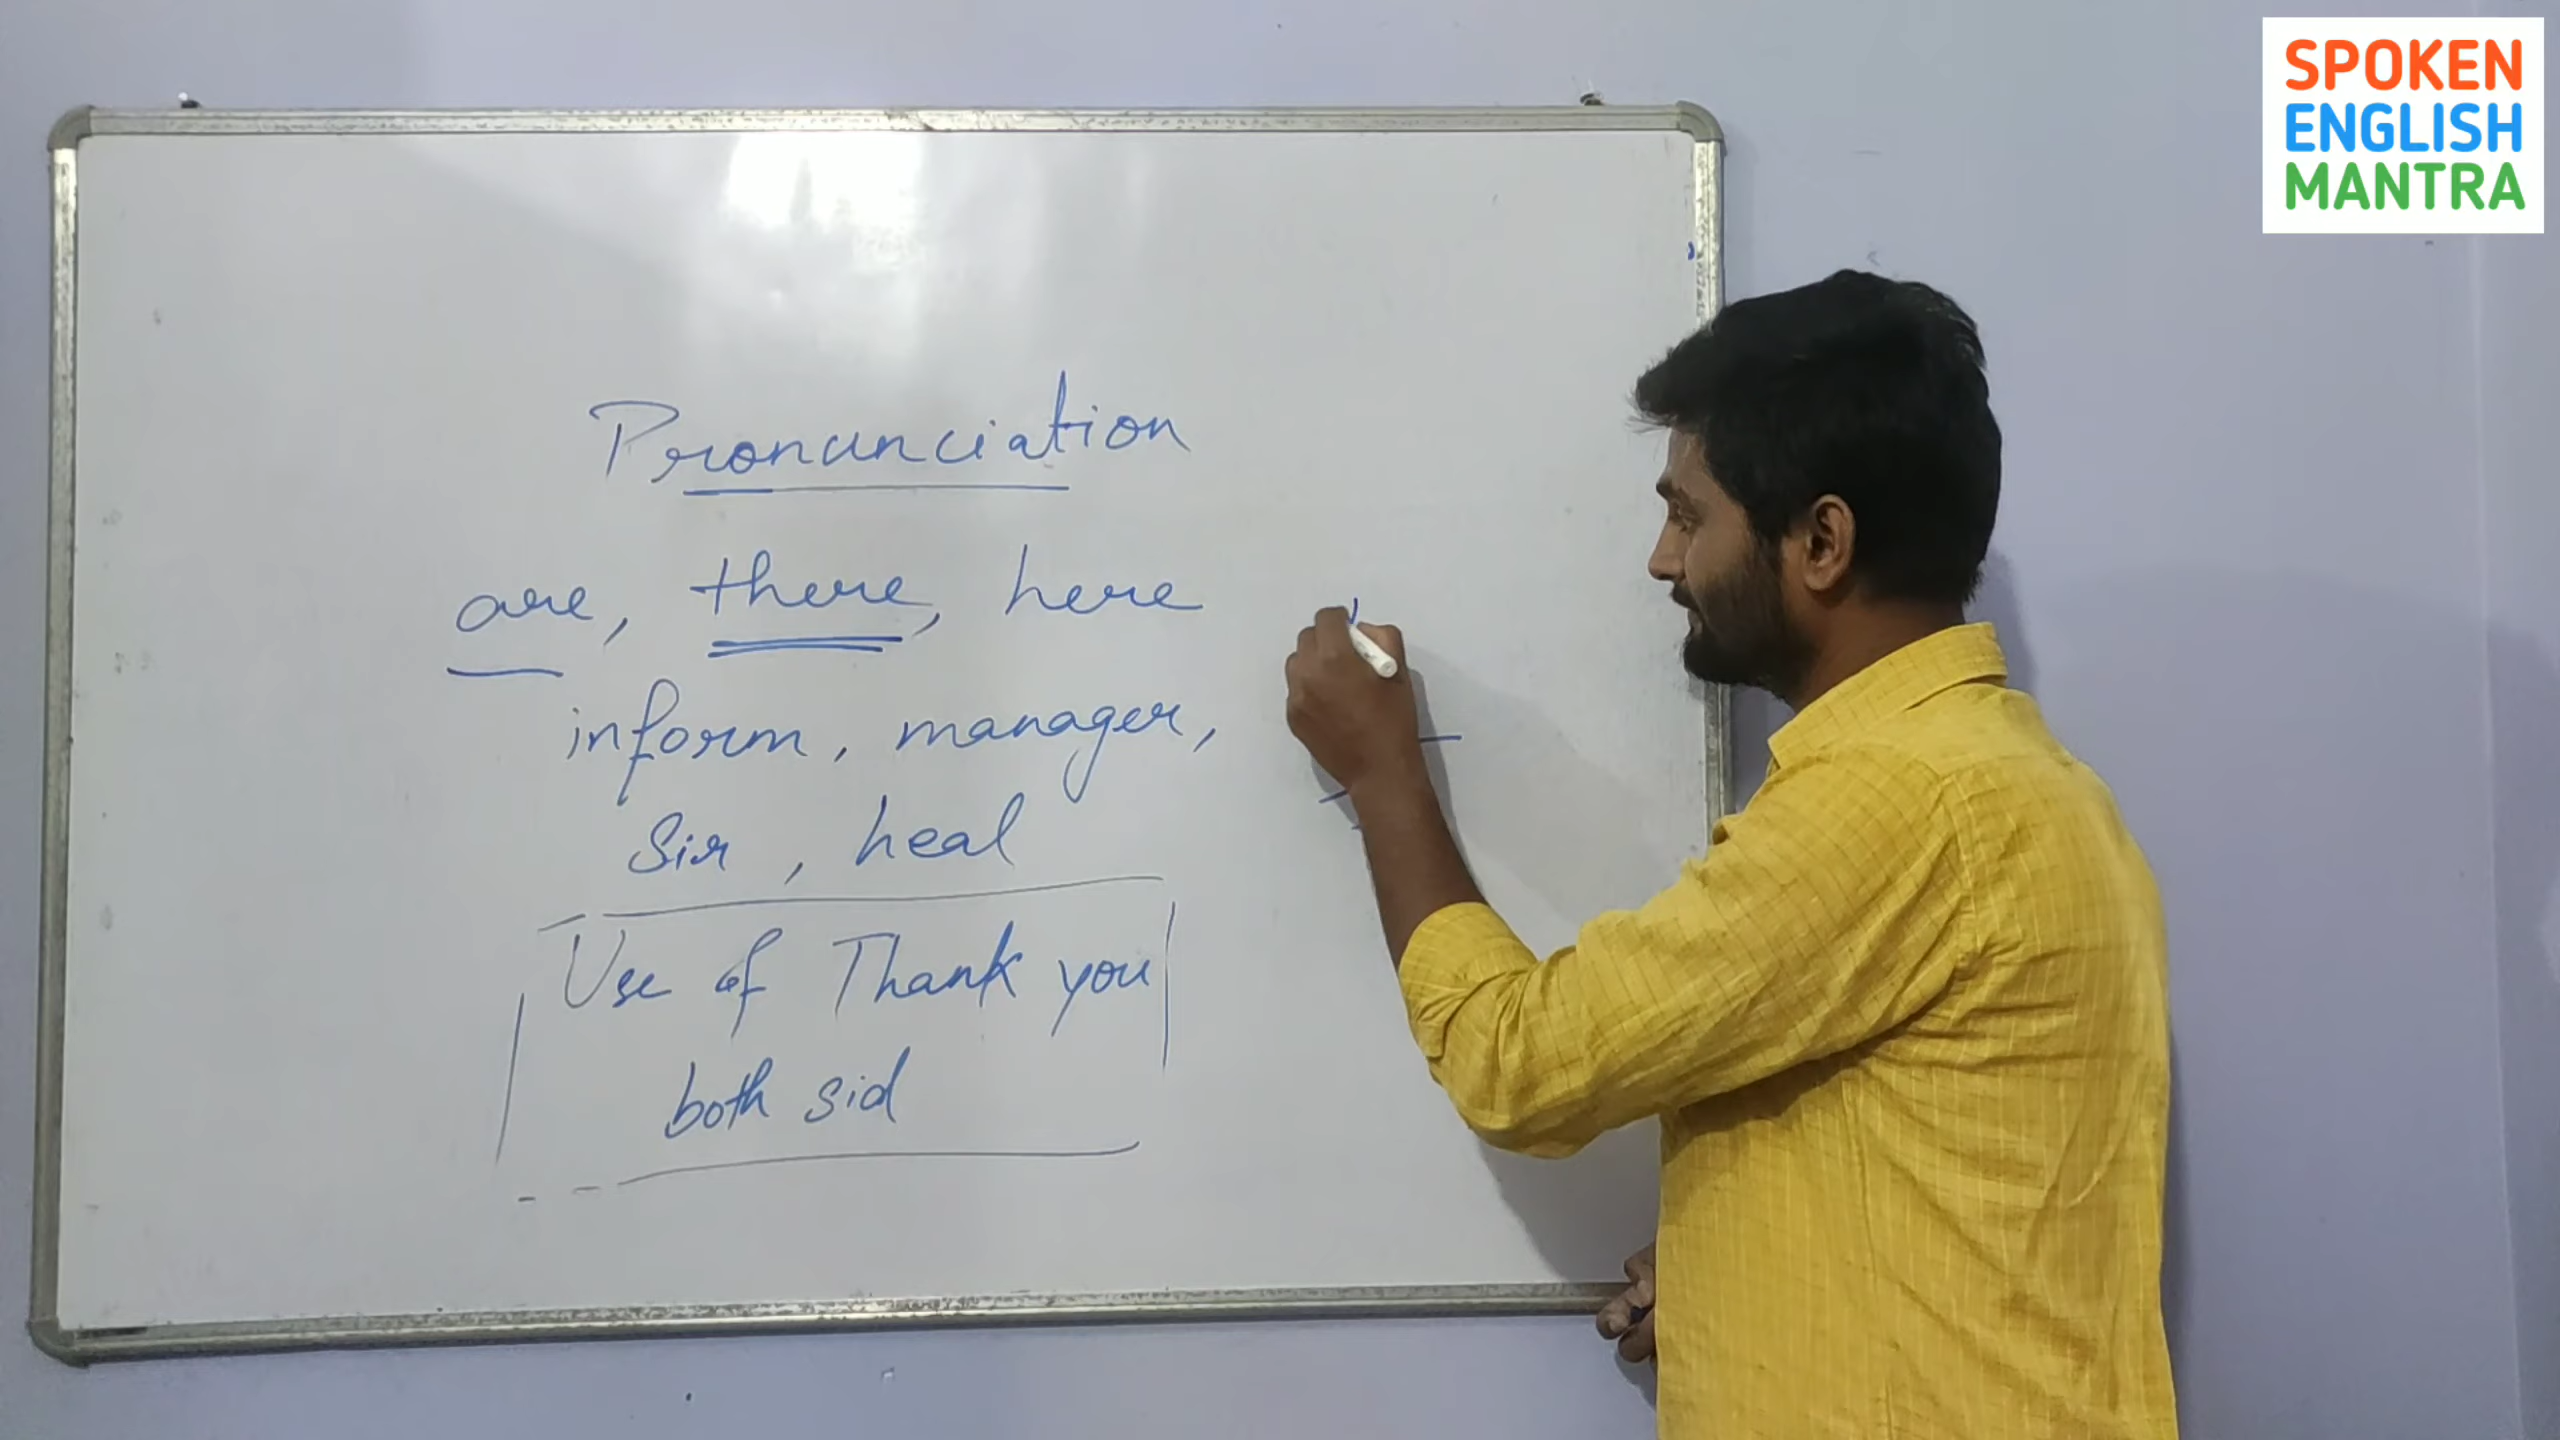 SPOKEN
ENGLISH
MANTRA
Pronunciation
are, there, here
inform, manager,
Sir, heal
Use of Thank you
both sid